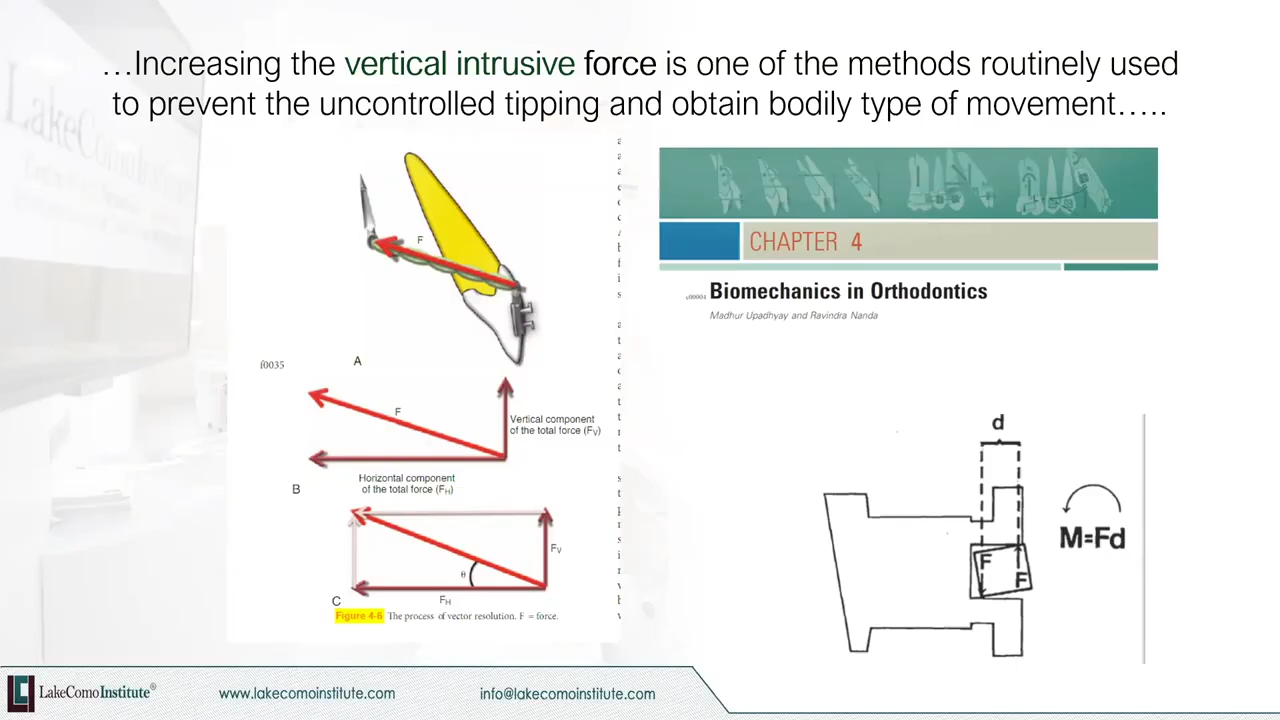 …Increasing the vertical intrusive force is one of the methods routinely used
to prevent the uncontrolled tipping and obtain bodily type of movement…..
F
A
f0035
F
Vertical component
of the total force (FV)
Horizontal component
of the total force (FH)
B
FV
θ
FH
C
Figure 4-6 The process of vector resolution. F = force.
CHAPTER 4
Biomechanics in Orthodontics
Madhur Upadhyay and Ravindra Nanda
d
F
F
M=Fd
LakeComoInstitute®
www.lakecomoinstitute.com
info@lakecomoinstitute.com